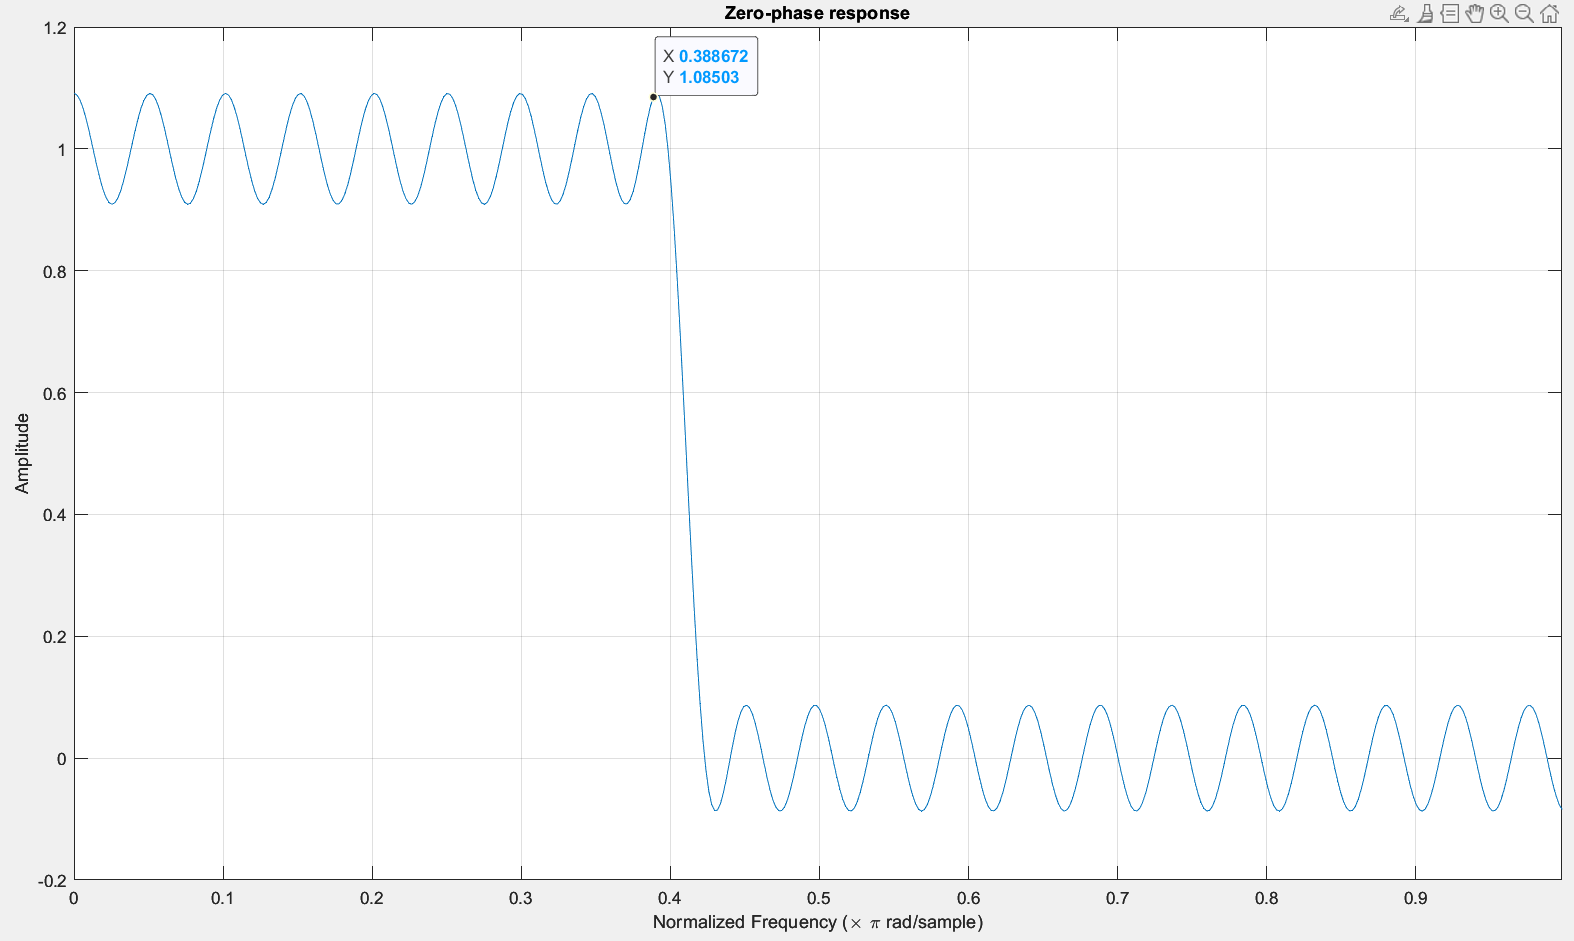 Zero-phase response
1.2
X 0.388672
Y 1.08503
1
0.8
0.6
Amplitude
0.4
0.2
0
-0.2
0 0.1 0.2 0.3 0.4 0.5 0.6 0.7 0.8 0.9
Normalized Frequency (× π rad/sample)